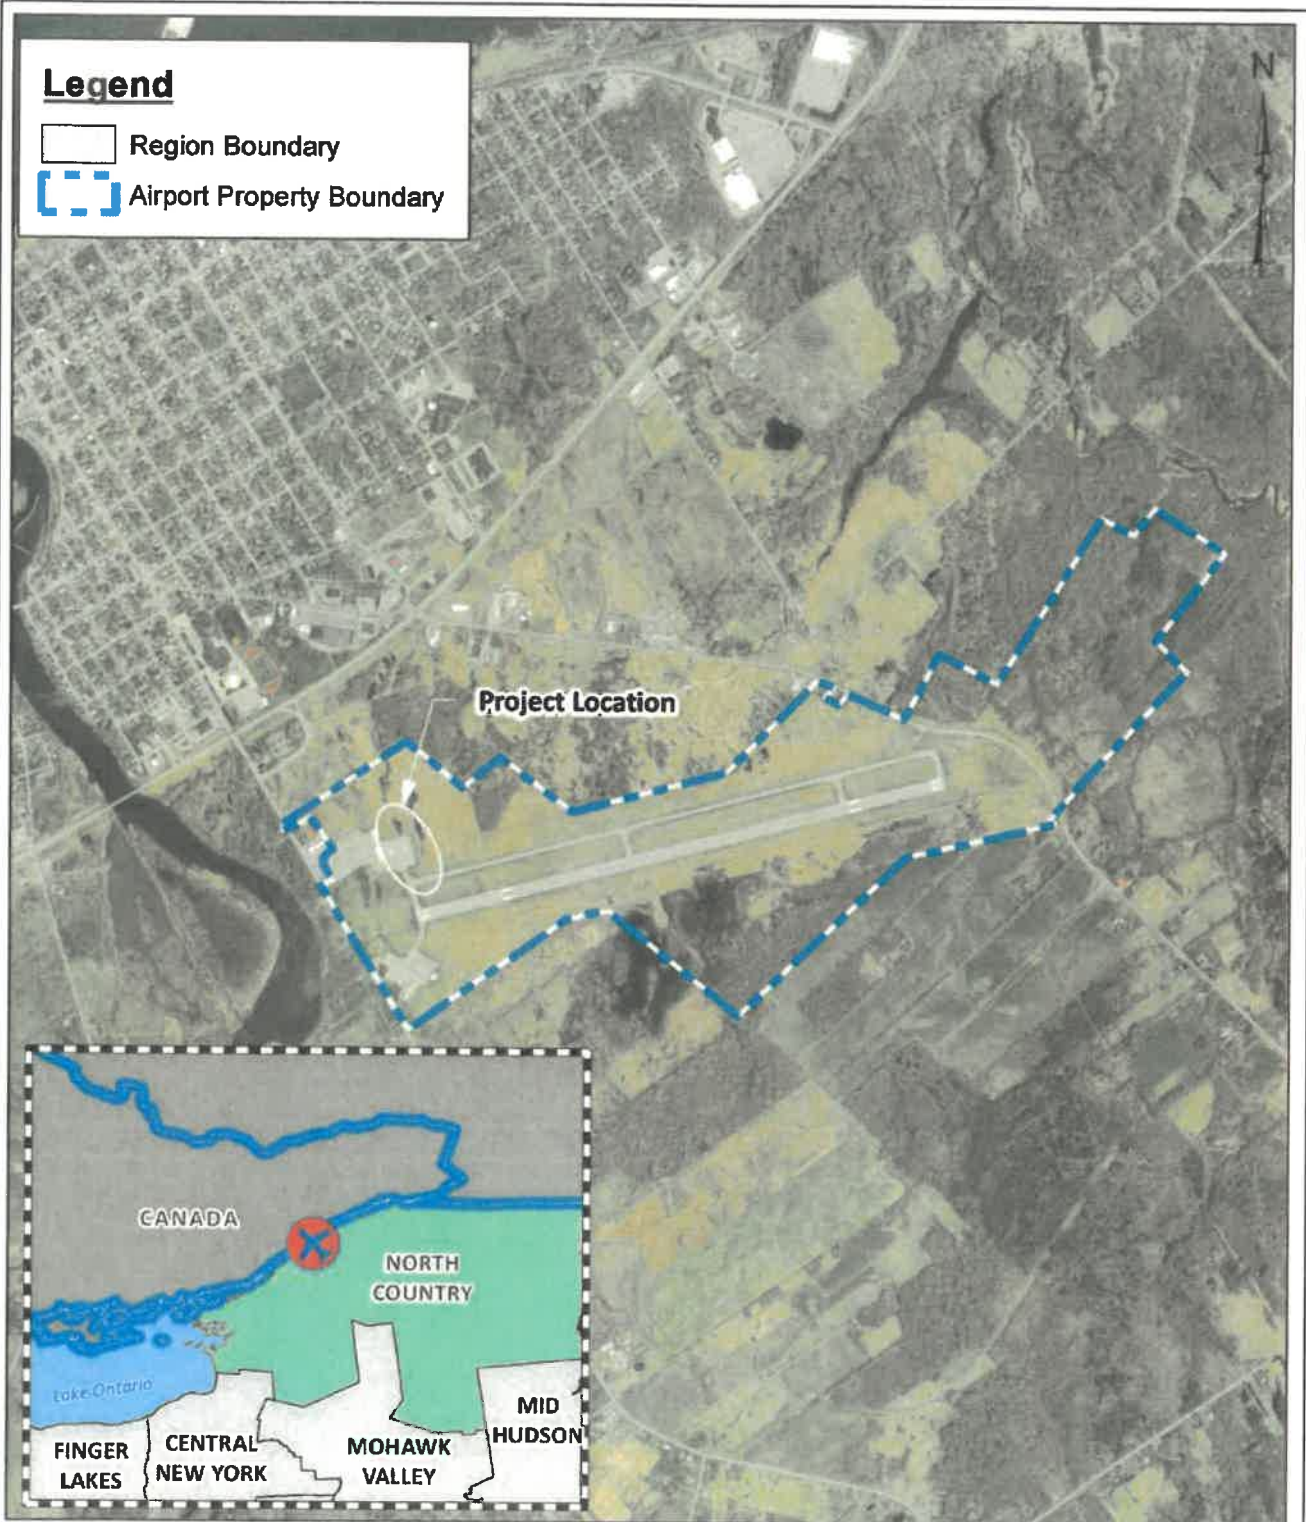 Legend
Region Boundary
Airport Property Boundary
N
Project Location
CANADA
NORTH
COUNTRY
Lake Ontario
MID
HUDSON
FINGER
LAKES
CENTRAL
NEW YORK
MOHAWK
VALLEY